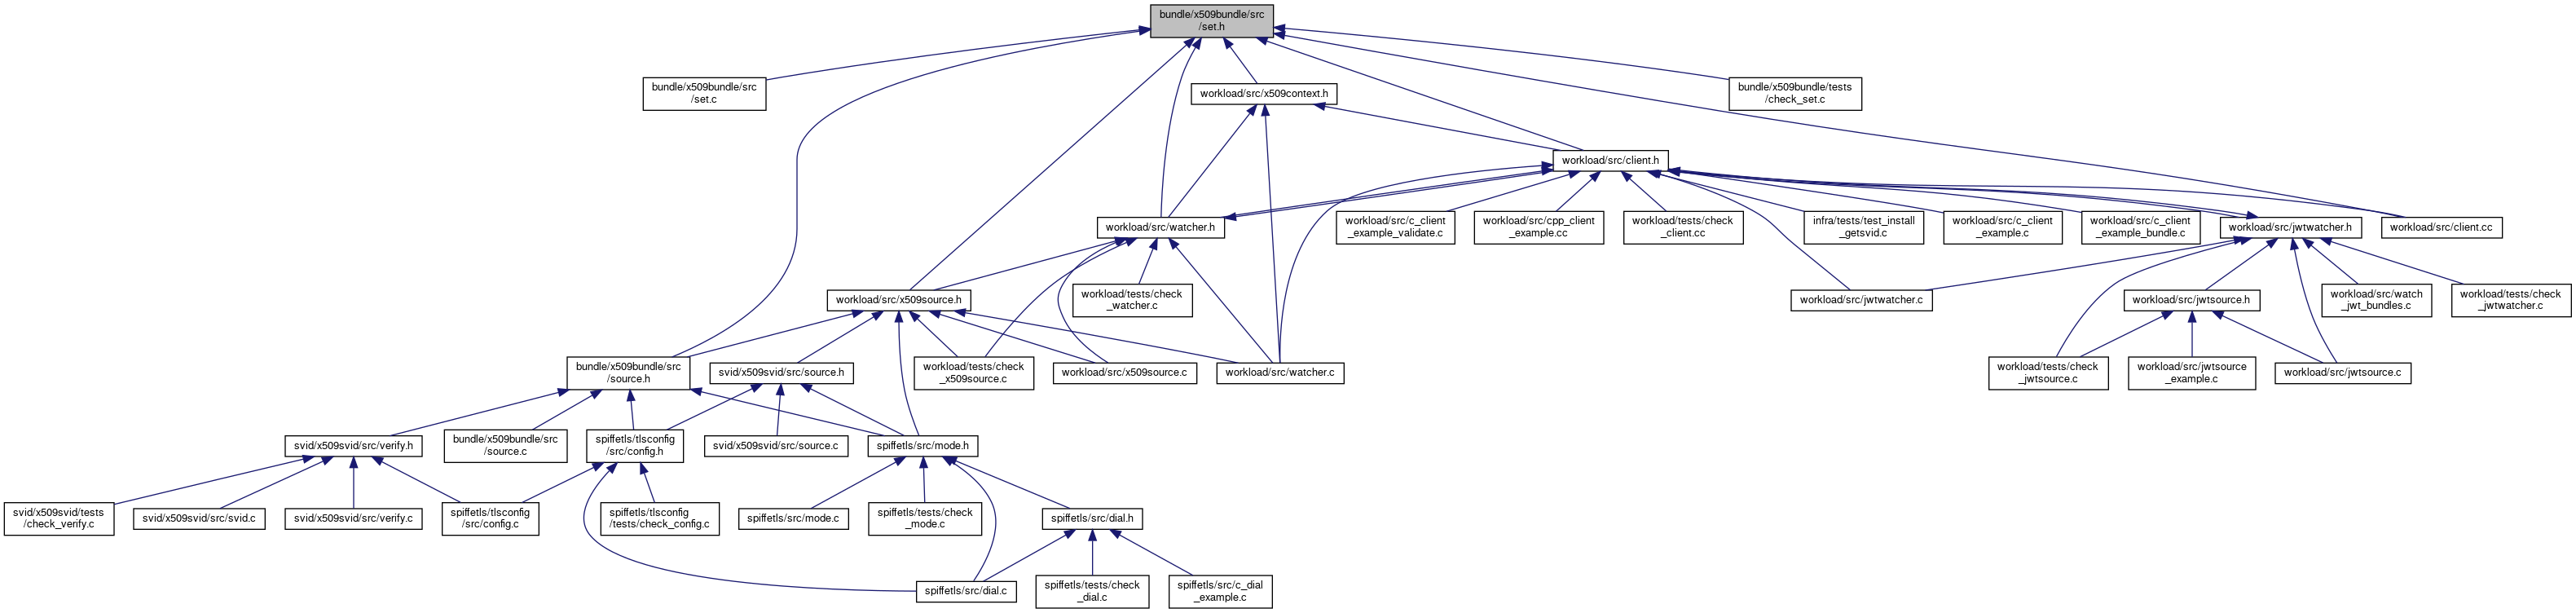 bundle/x509bundle/src
/set.h
bundle/x509bundle/src
/set.c
workload/src/x509context.h
bundle/x509bundle/tests
/check_set.c
workload/src/client.h
workload/src/watcher.h
workload/src/c_client
_example_validate.c
workload/src/cpp_client
_example.cc
workload/tests/check
_client.cc
infra/tests/test_install
_getsvid.c
workload/src/c_client
_example.c
workload/src/c_client
_example_bundle.c
workload/src/jwtwatcher.h
workload/src/client.cc
workload/src/x509source.h
workload/tests/check
_watcher.c
workload/src/jwtwatcher.c
workload/src/jwtsource.h
workload/src/watch
_jwt_bundles.c
workload/tests/check
_jwtwatcher.c
bundle/x509bundle/src
/source.h
svid/x509svid/src/source.h
workload/tests/check
_x509source.c
workload/src/x509source.c
workload/src/watcher.c
workload/tests/check
_jwtsource.c
workload/src/jwtsource
_example.c
workload/src/jwtsource.c
svid/x509svid/src/verify.h
bundle/x509bundle/src
/source.c
spiffetls/tlsconfig
/src/config.h
svid/x509svid/src/source.c
spiffetls/src/mode.h
svid/x509svid/tests
/check_verify.c
svid/x509svid/src/svid.c
svid/x509svid/src/verify.c
spiffetls/tlsconfig
/src/config.c
spiffetls/tlsconfig
/tests/check_config.c
spiffetls/src/mode.c
spiffetls/tests/check
_mode.c
spiffetls/src/dial.h
spiffetls/src/dial.c
spiffetls/tests/check
_dial.c
spiffetls/src/c_dial
_example.c